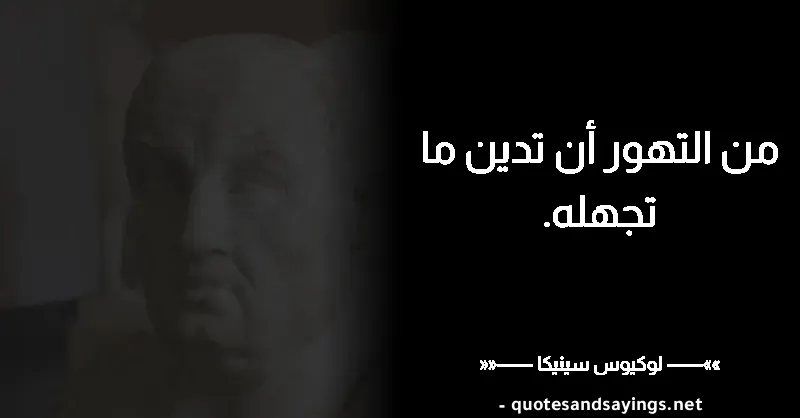 من التهور أن تدين ما
تجهله.
»»—— لوكيوس سينيكا ——««
- quotesandsayings.net